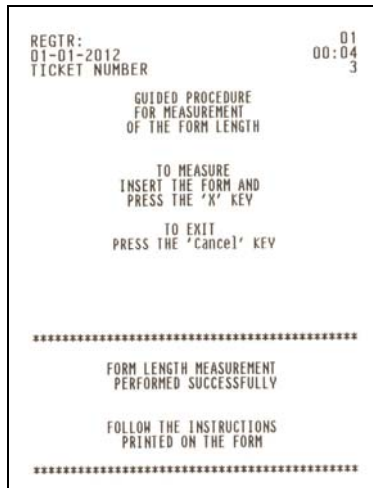 REGTR: 01
01-01-2012 00:04
TICKET NUMBER 3
GUIDED PROCEDURE
FOR MEASUREMENT
OF THE FORM LENGTH
TO MEASURE
INSERT THE FORM AND
PRESS THE 'X' KEY
TO EXIT
PRESS THE 'Cancel' KEY
******************************************
FORM LENGTH MEASUREMENT
PERFORMED SUCCESSFULLY
FOLLOW THE INSTRUCTIONS
PRINTED ON THE FORM
******************************************